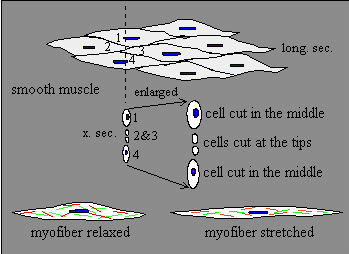 1
2
3
4
long. sec.
smooth muscle
enlarged
1
cell cut in the middle
x. sec.
2&3
cells cut at the tips
4
cell cut in the middle
myofiber relaxed
myofiber stretched